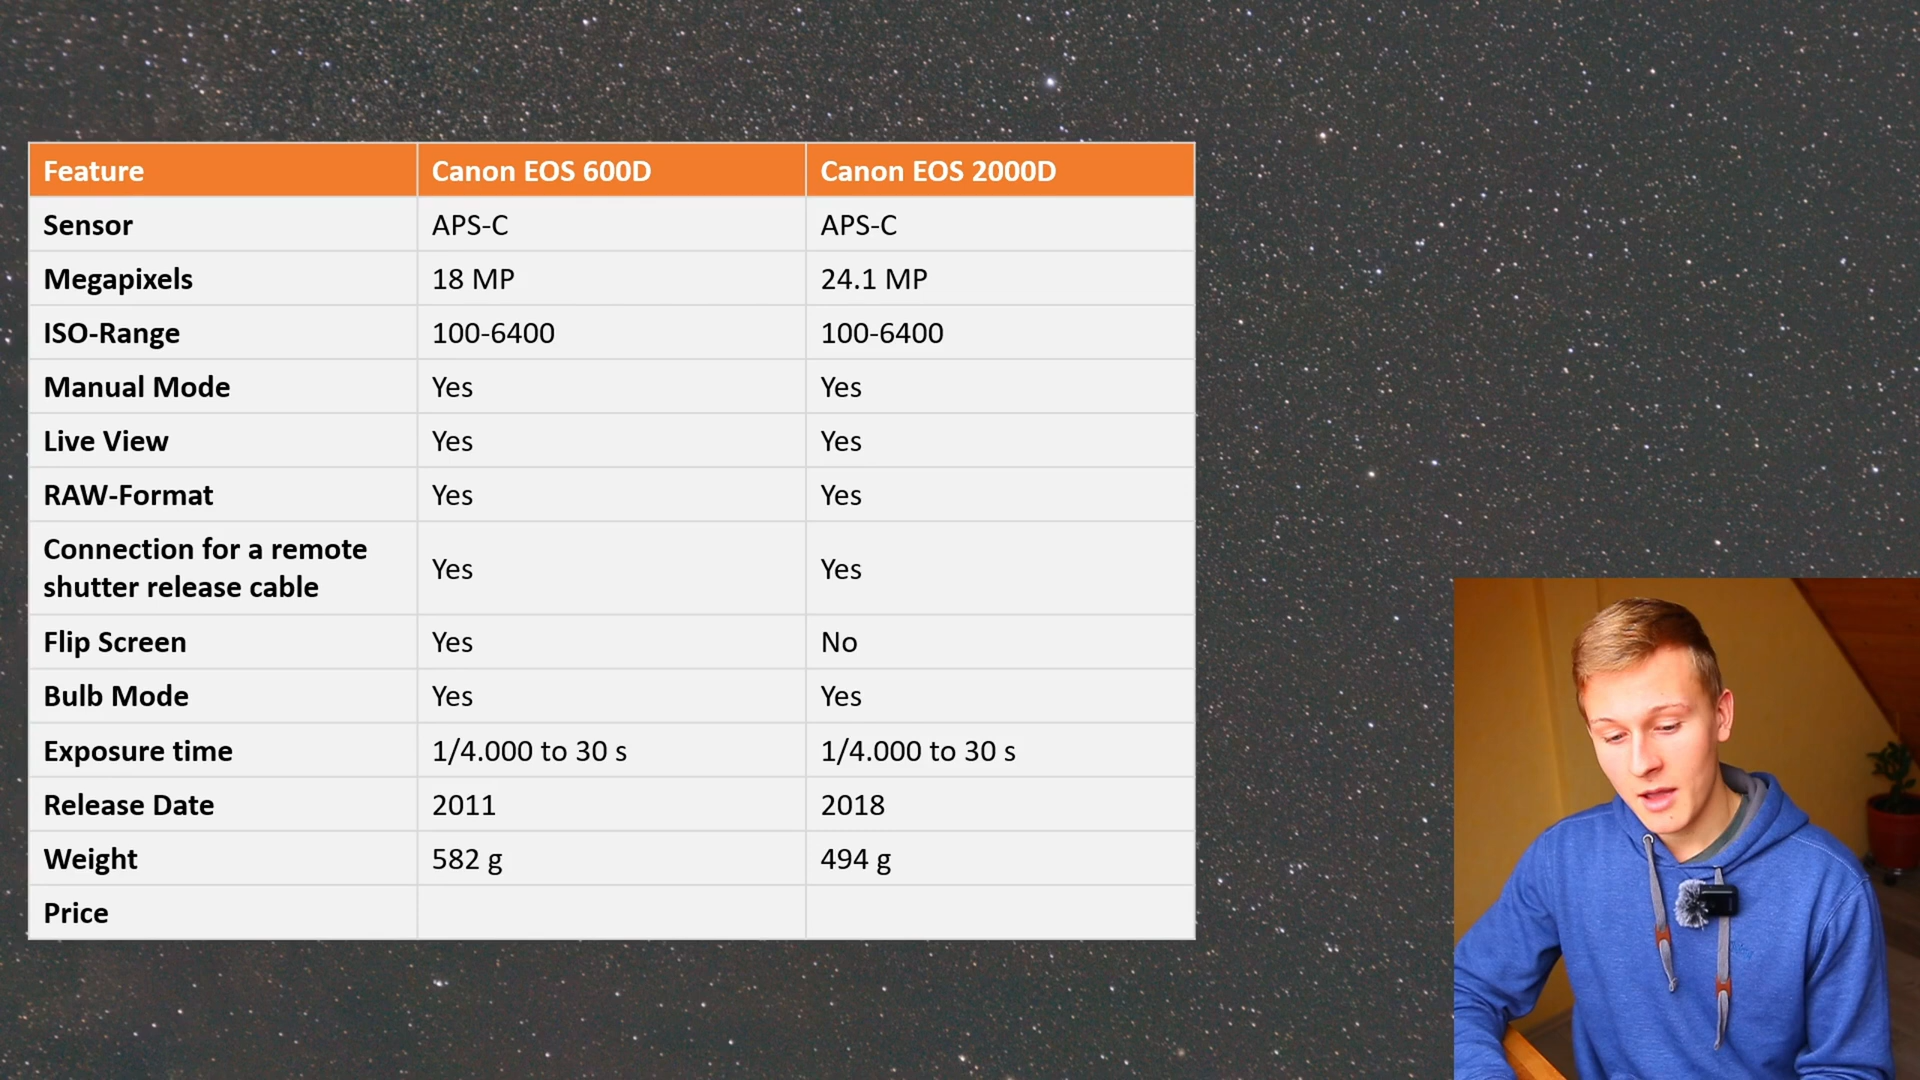 Feature Canon EOS 600D Canon EOS 2000D
Sensor APS-C APS-C
Megapixels 18 MP 24.1 MP
ISO-Range 100-6400 100-6400
Manual Mode Yes Yes
Live View Yes Yes
RAW-Format Yes Yes
Connection for a remote
shutter release cable Yes Yes
Flip Screen Yes No
Bulb Mode Yes Yes
Exposure time 1/4.000 to 30 s 1/4.000 to 30 s
Release Date 2011 2018
Weight 582 g 494 g
Price